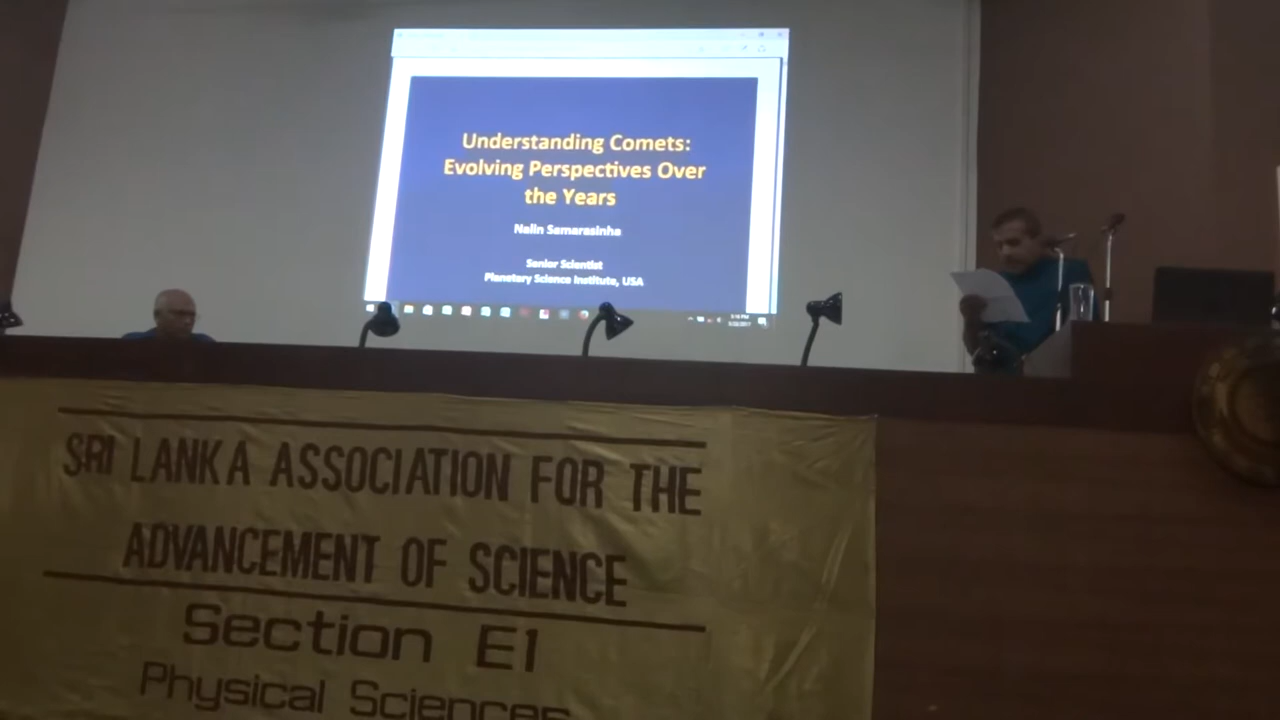 Understanding Comets:
Evolving Perspectives Over
the Years
Nalin Samarasinha
Senior Scientist
Planetary Science Institute, USA
SRI LANKA ASSOCIATION FOR THE
ADVANCEMENT OF SCIENCE
Section E1
Physical Sciences